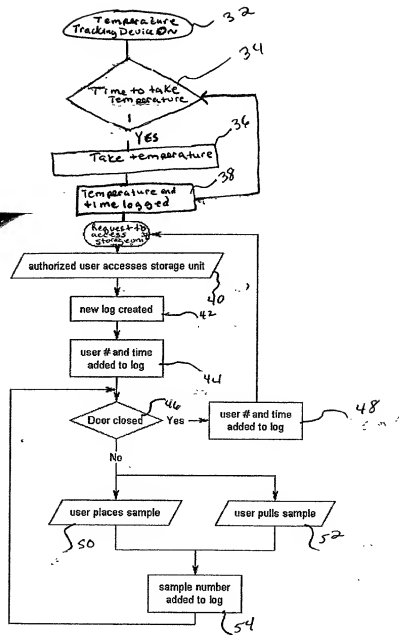 Temperature
Tracking Device ON
32
34
Time to take
Temperature
YES
36
Take temperature
38
Temperature and
time logged
Request to
access
authorized user accesses storage unit
40
new log created
42
user # and time
added to log
44
46
Door closed
Yes
user # and time
added to log
48
No
user places sample
50
user pulls sample
52
sample number
added to log
54